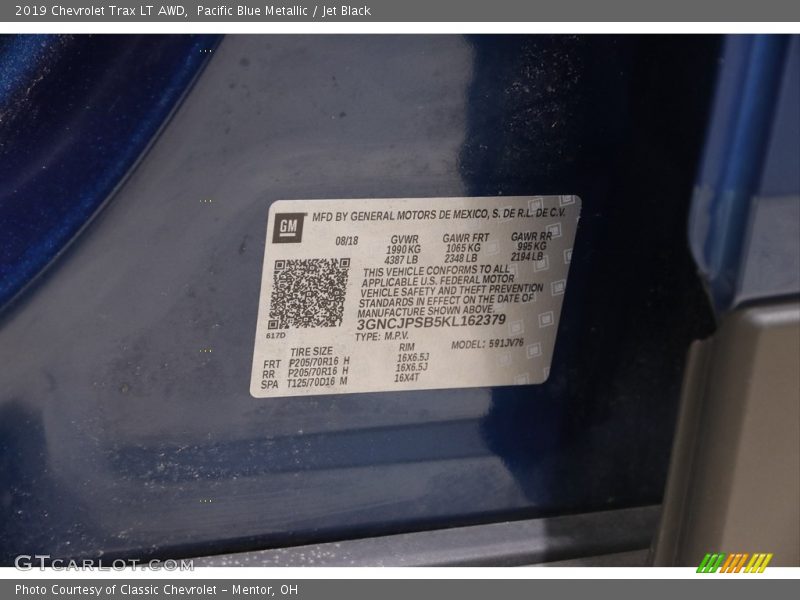 2019 Chevrolet Trax LT AWD, Pacific Blue Metallic / Jet Black
GM MFD BY GENERAL MOTORS DE MEXICO, S. DE R.L. DE C.V.
08/18 GVWR GAWR FRT GAWR RR
1990 KG 1065 KG 995 KG
4387 LB 2348 LB 2194 LB
THIS VEHICLE CONFORMS TO ALL
APPLICABLE U.S. FEDERAL MOTOR
VEHICLE SAFETY AND THEFT PREVENTION
STANDARDS IN EFFECT ON THE DATE OF
MANUFACTURE SHOWN ABOVE.
3GNCJPSB5KL162379
617D TYPE: M.P.V. MODEL: 591JV76
TIRE SIZE RIM
FRT P205/70R16 H 16X6.5J
RR P205/70R16 H 16X6.5J
SPA T125/70D16 M 16X4T
GTCARLOT.COM
Photo Courtesy of Classic Chevrolet - Mentor, OH